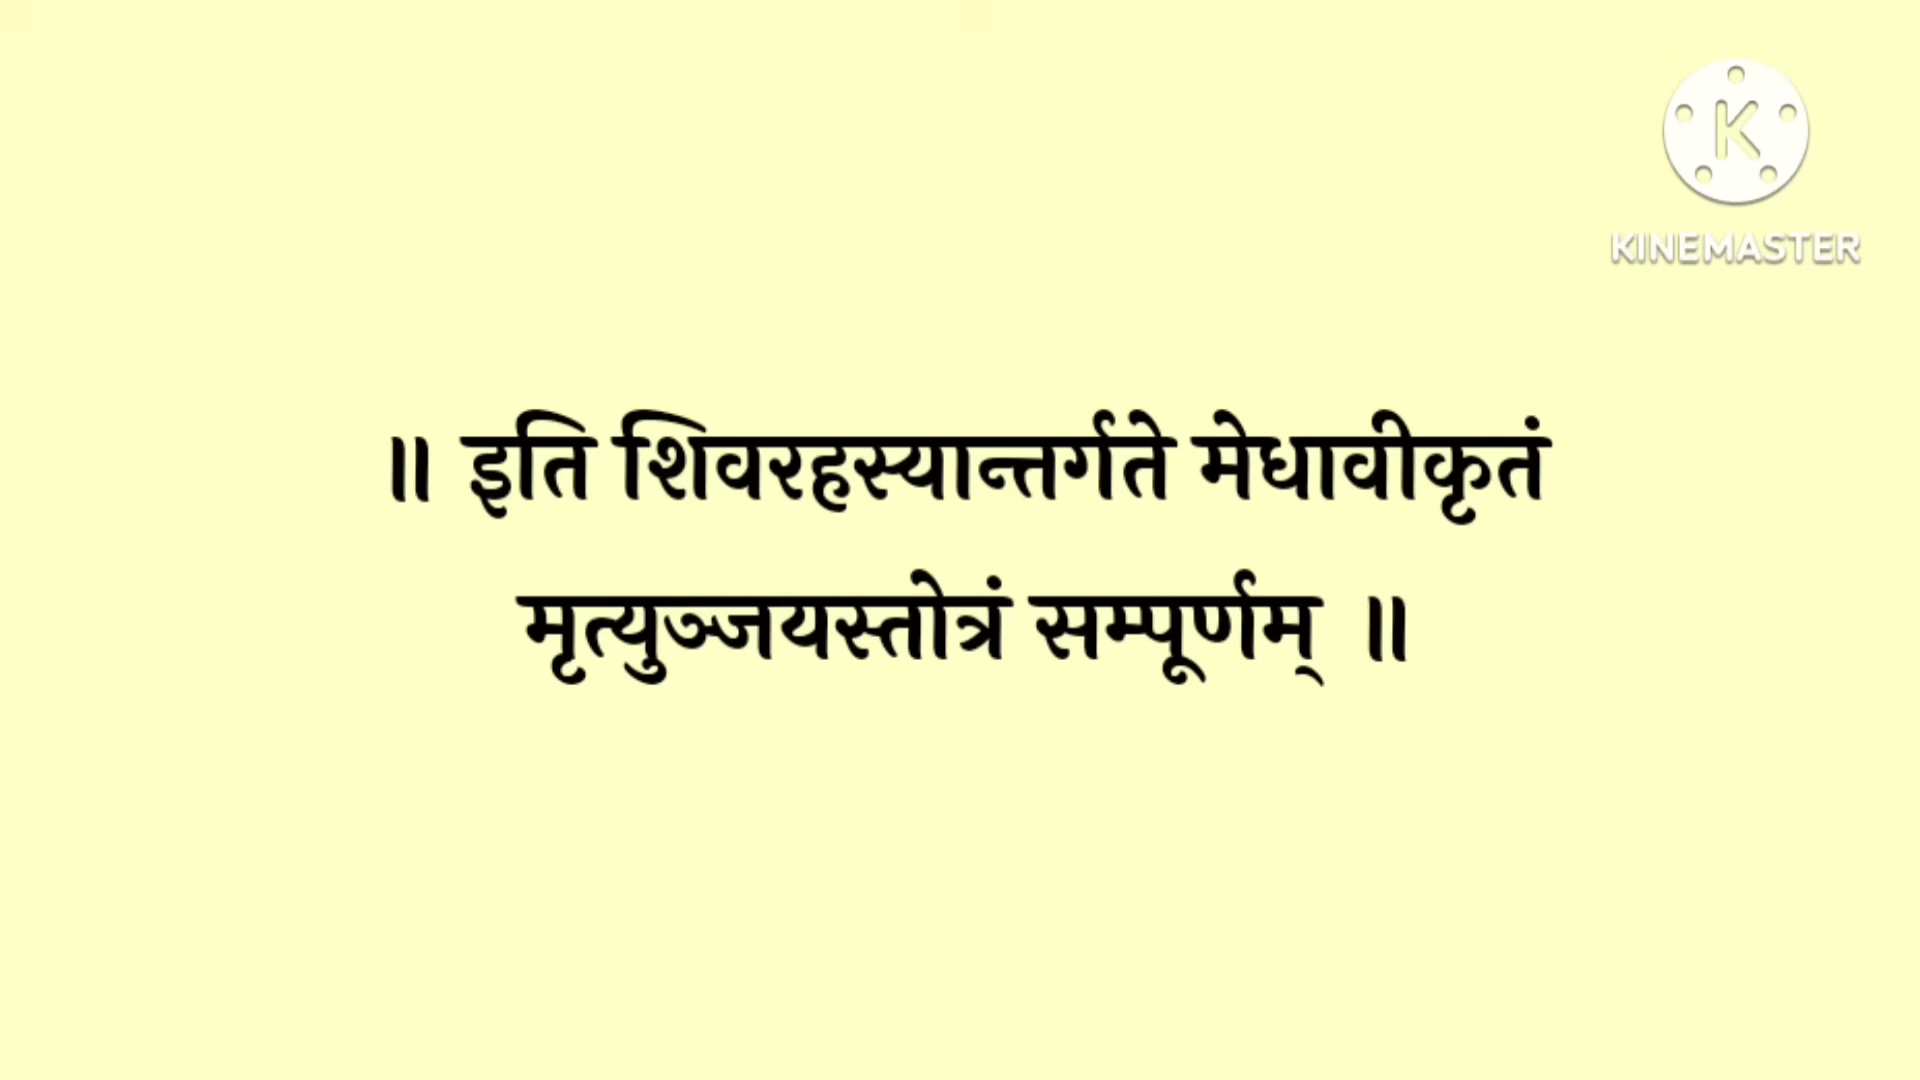 K
KINEMASTER
॥ इति शिवरहस्यान्तर्गते मेधावीकृतं
मृत्युञ्जयस्तोत्रं सम्पूर्णम् ॥